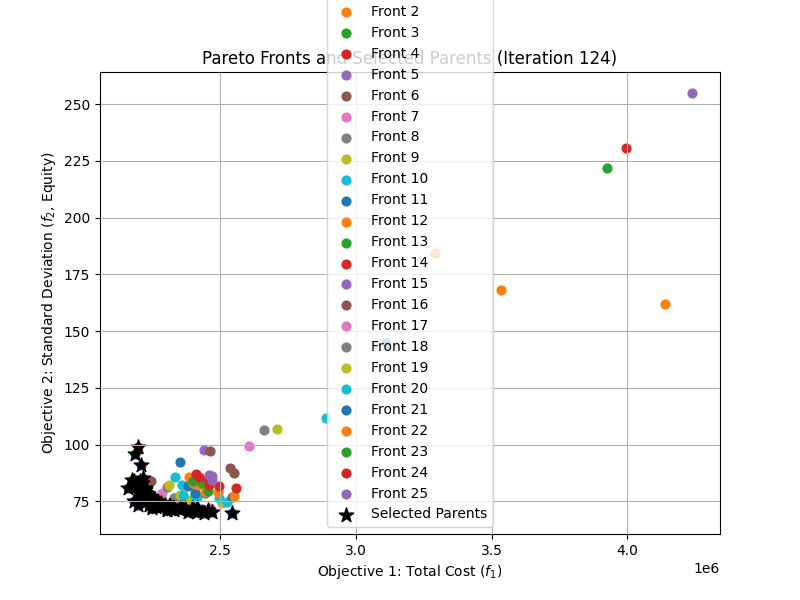 Front 2
Front 3
Pareto Fronts and Selected Parents (Iteration 124)
Front 4
Front 5
Front 6
Front 7
Front 8
Front 9
Front 10
Front 11
Front 12
Front 13
Front 14
Front 15
Front 16
Front 17
Front 18
Front 19
Front 20
Front 21
Front 22
Front 23
Front 24
Front 25
Selected Parents
250
225
200
175
150
125
100
75
Objective 2: Standard Deviation (f₂, Equity)
2.5 3.0 3.5 4.0
1e6
Objective 1: Total Cost (f₁)